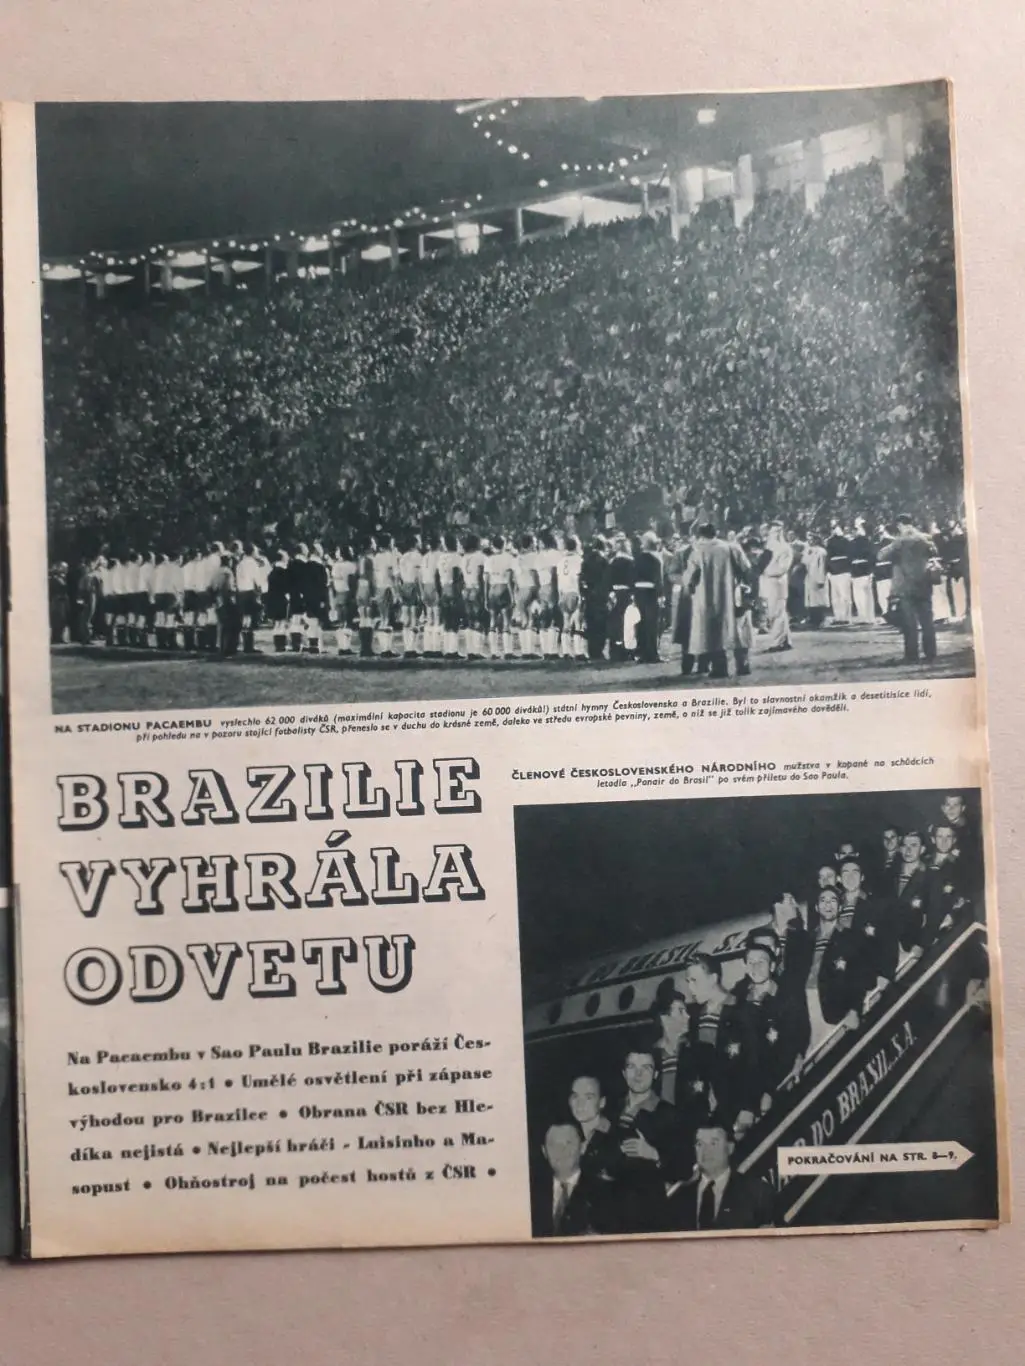 NA STADIONU PACAEMBU vyslechlo 62 000 diváků (maximální kapacita stadionu je 60 000 diváků!) státní hymny Československa a Brazilie. Byl to slavnostní okamžik a desetitisíce lidí,
při pohledu na v pozoru stojící fotbalisty ČSR, přeneslo se v duchu do krásné země, daleko ve středu evropské pevniny, země, o níž se již tolik zajímavého dověděli.
BRAZILIE
VYHRÁLA
ODVETU
Na Pacaembu v Sao Paulu Brazilie poráží Čes-
koslovensko 4:1 • Umělé osvětlení při zápase
výhodou pro Brazilce • Obrana ČSR bez Hle-
díka nejistá • Nejlepší hráči - Luisinho a Ma-
sopust • Ohňostroj na počest hostů z ČSR •
ČLENOVÉ ČESKOSLOVENSKÉHO NÁRODNÍHO mužstva v kopané na schůdcích
letadla „Panair do Brasil" po svém příletu do Sao Paula.
DO BRASIL S.A.
DO BRASIL S.A.
POKRAČOVÁNÍ NA STR. 8—9.